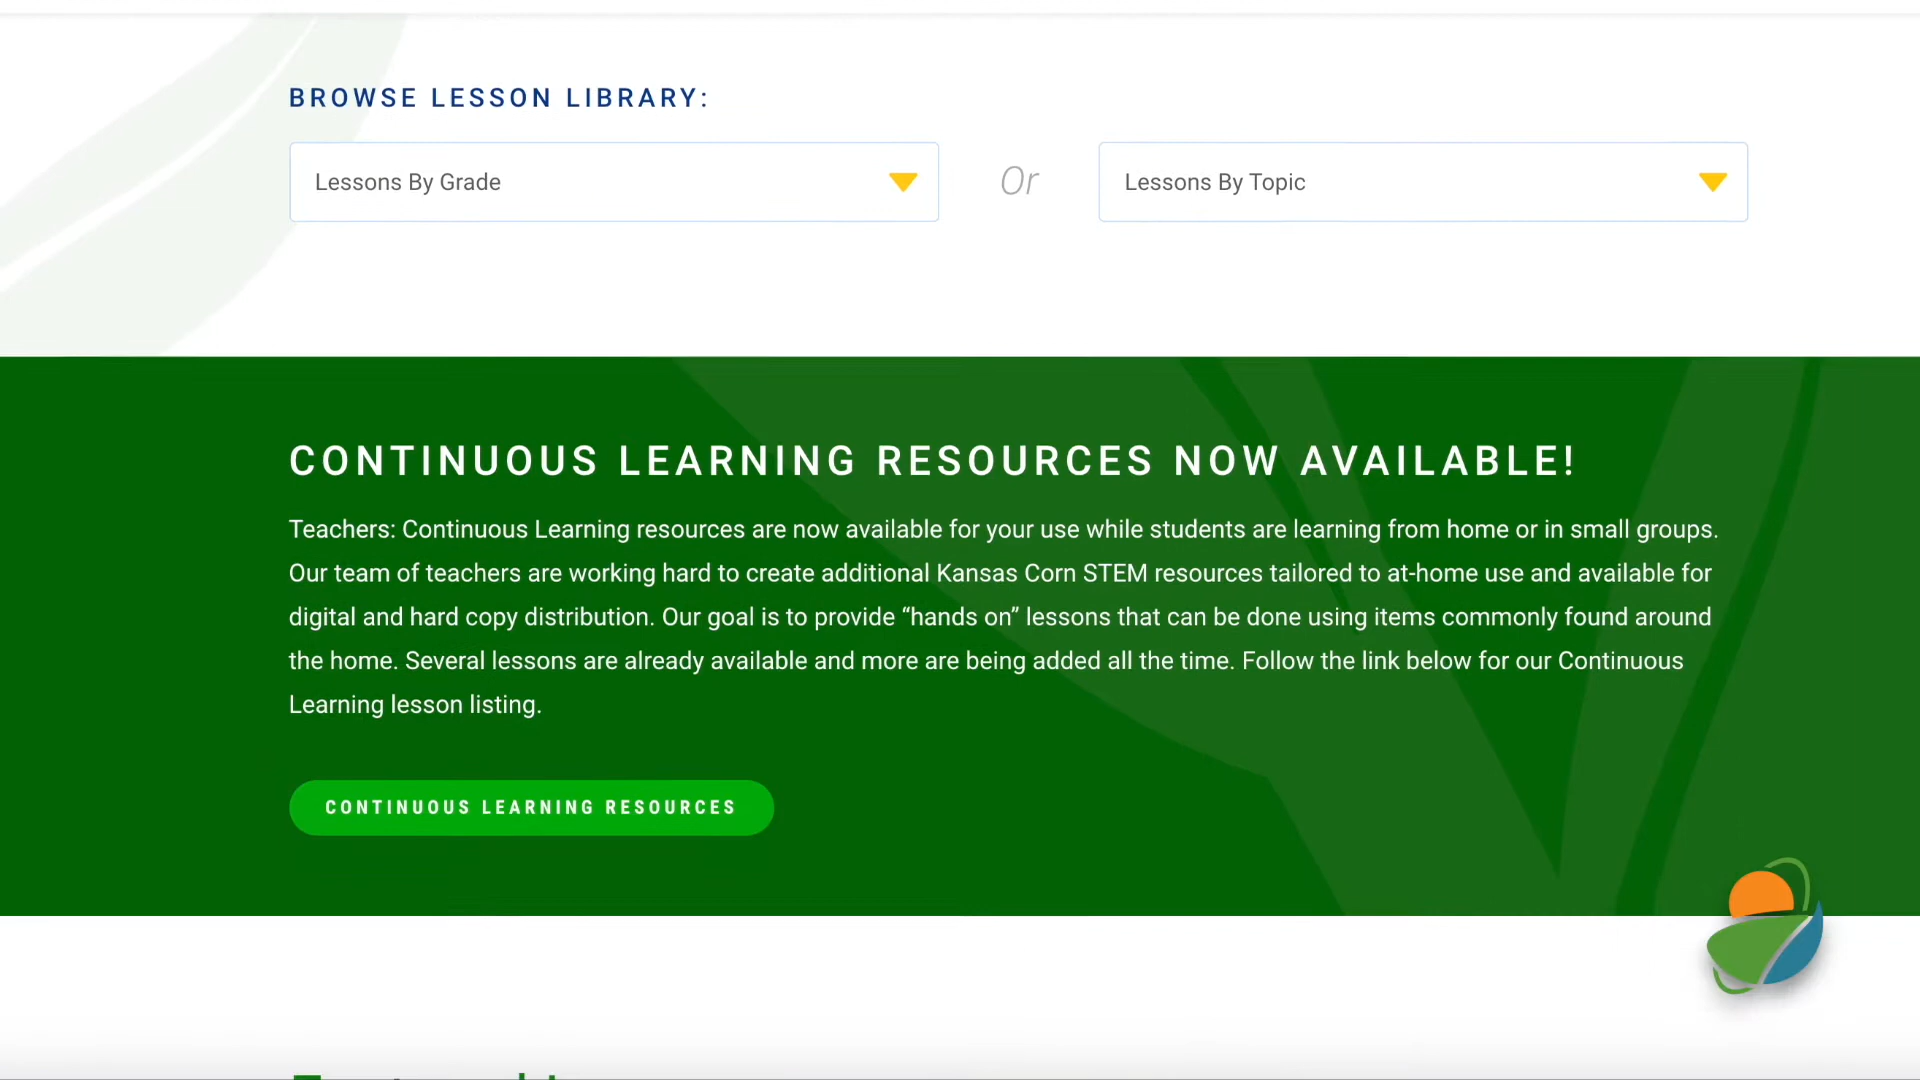 BROWSE LESSON LIBRARY:
Lessons By Grade
Or
Lessons By Topic
CONTINUOUS LEARNING RESOURCES NOW AVAILABLE!
Teachers: Continuous Learning resources are now available for your use while students are learning from home or in small groups.
Our team of teachers are working hard to create additional Kansas Corn STEM resources tailored to at-home use and available for
digital and hard copy distribution. Our goal is to provide “hands on” lessons that can be done using items commonly found around
the home. Several lessons are already available and more are being added all the time. Follow the link below for our Continuous
Learning lesson listing.
CONTINUOUS LEARNING RESOURCES